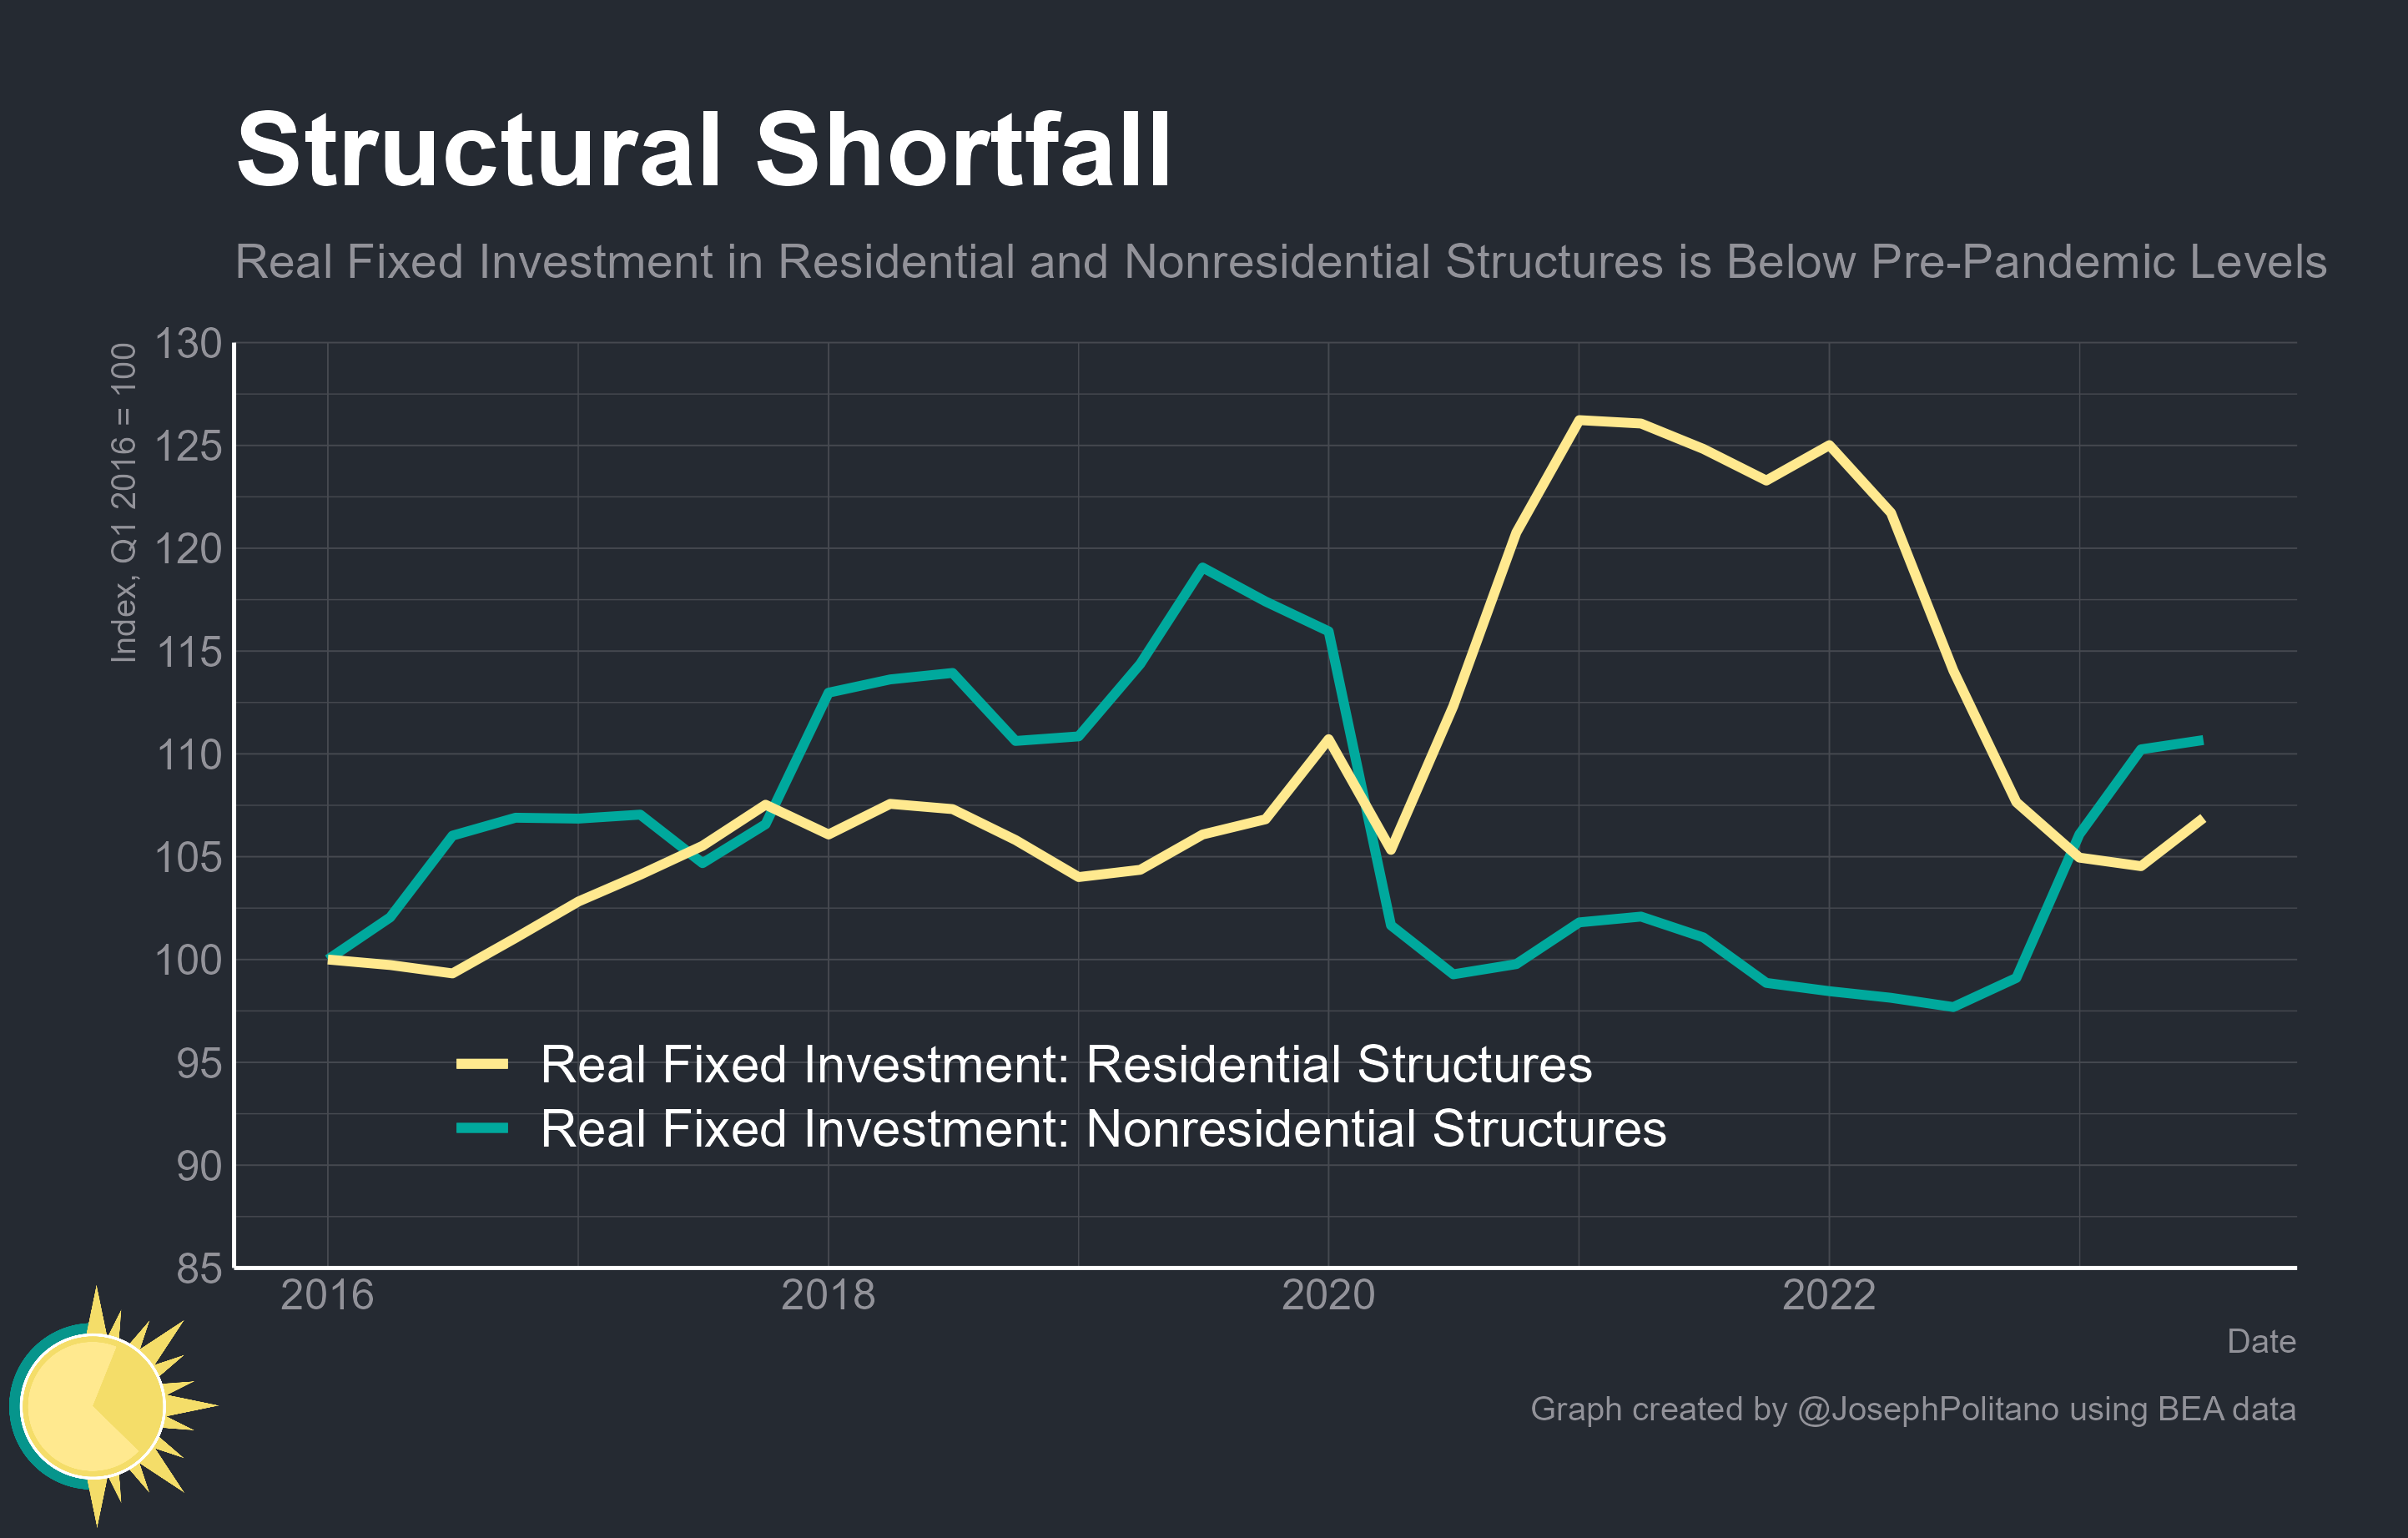 Structural Shortfall
Real Fixed Investment in Residential and Nonresidential Structures is Below Pre-Pandemic Levels
Index, Q1 2016 = 100
130
125
120
115
110
105
100
95
90
85
Real Fixed Investment: Residential Structures
Real Fixed Investment: Nonresidential Structures
2016 2018 2020 2022
Date
Graph created by @JosephPolitano using BEA data